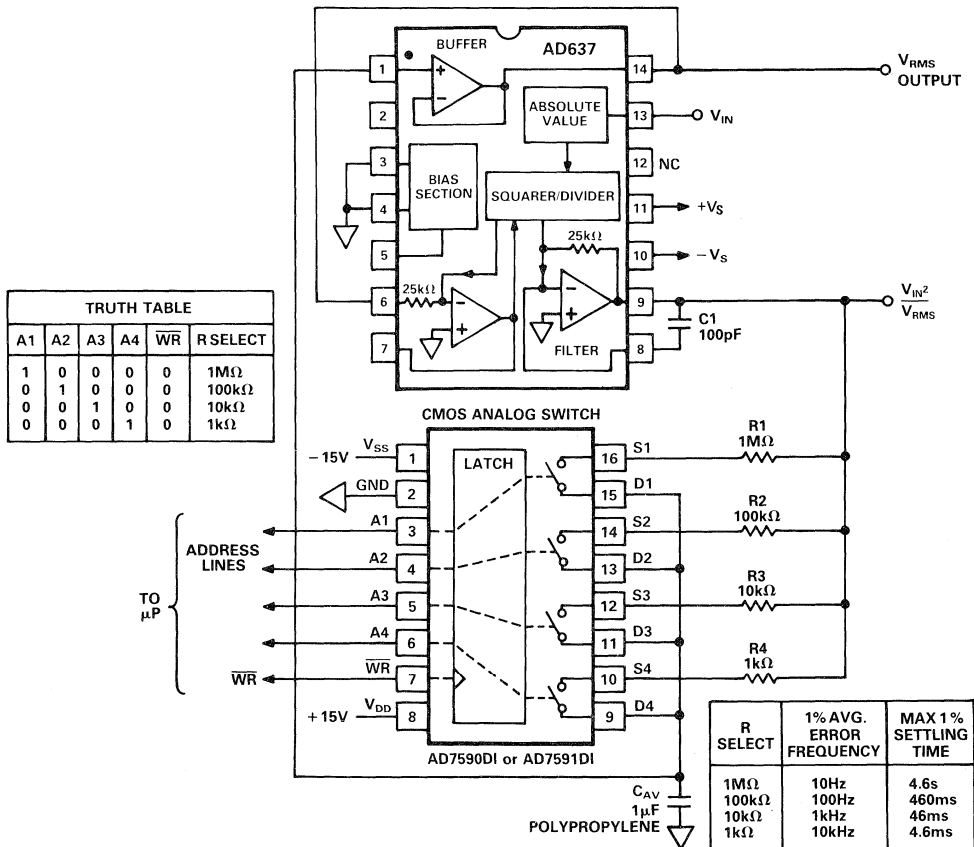 AD637
BUFFER
1
2
3
4
5
6
7
14
13
12
11
10
9
8
V_RMS
OUTPUT
ABSOLUTE
VALUE
V_IN
NC
BIAS
SECTION
SQUARER/DIVIDER
+V_S
25kΩ
−V_S
25kΩ
+
−
−
+
−
+
FILTER
V_IN²
V_RMS
C1
100pF
TRUTH TABLE
A1 A2 A3 A4 W̅R̅ R SELECT
1 0 0 0 0 1MΩ
0 1 0 0 0 100kΩ
0 0 1 0 0 10kΩ
0 0 0 1 0 1kΩ
CMOS ANALOG SWITCH
−15V V_SS 1
GND 2
A1 3
A2 4
A3 5
A4 6
W̅R̅ W̅R̅ 7
+15V V_DD 8
ADDRESS
LINES
TO
μP
LATCH
16 S1
15 D1
14 S2
13 D2
12 S3
11 D3
10 S4
9 D4
R1
1MΩ
R2
100kΩ
R3
10kΩ
R4
1kΩ
AD7590DI or AD7591DI
C_AV
1μF
POLYPROPYLENE
R
SELECT
1% AVG.
ERROR
FREQUENCY
MAX 1%
SETTLING
TIME
1MΩ 10Hz 4.6s
100kΩ 100Hz 460ms
10kΩ 1kHz 46ms
1kΩ 10kHz 4.6ms